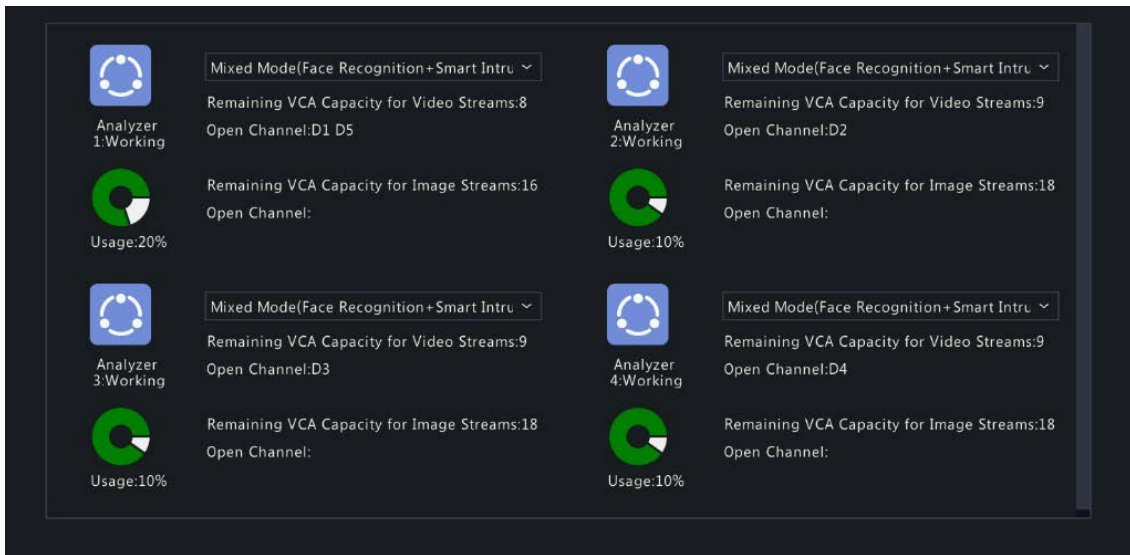 Mixed Mode(Face Recognition+Smart Intru
Remaining VCA Capacity for Video Streams:8
Analyzer
1:Working
Open Channel:D1 D5
Remaining VCA Capacity for Image Streams:16
Open Channel:
Usage:20%
Mixed Mode(Face Recognition+Smart Intru
Remaining VCA Capacity for Video Streams:9
Analyzer
2:Working
Open Channel:D2
Remaining VCA Capacity for Image Streams:18
Open Channel:
Usage:10%
Mixed Mode(Face Recognition+Smart Intru
Remaining VCA Capacity for Video Streams:9
Analyzer
3:Working
Open Channel:D3
Remaining VCA Capacity for Image Streams:18
Open Channel:
Usage:10%
Mixed Mode(Face Recognition+Smart Intru
Remaining VCA Capacity for Video Streams:9
Analyzer
4:Working
Open Channel:D4
Remaining VCA Capacity for Image Streams:18
Open Channel:
Usage:10%